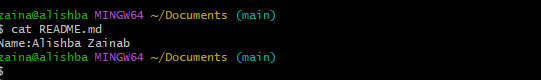 zaina@alishba MINGW64 ~/Documents (main)
$ cat README.md
Name:Alishba Zainab
zaina@alishba MINGW64 ~/Documents (main)
$